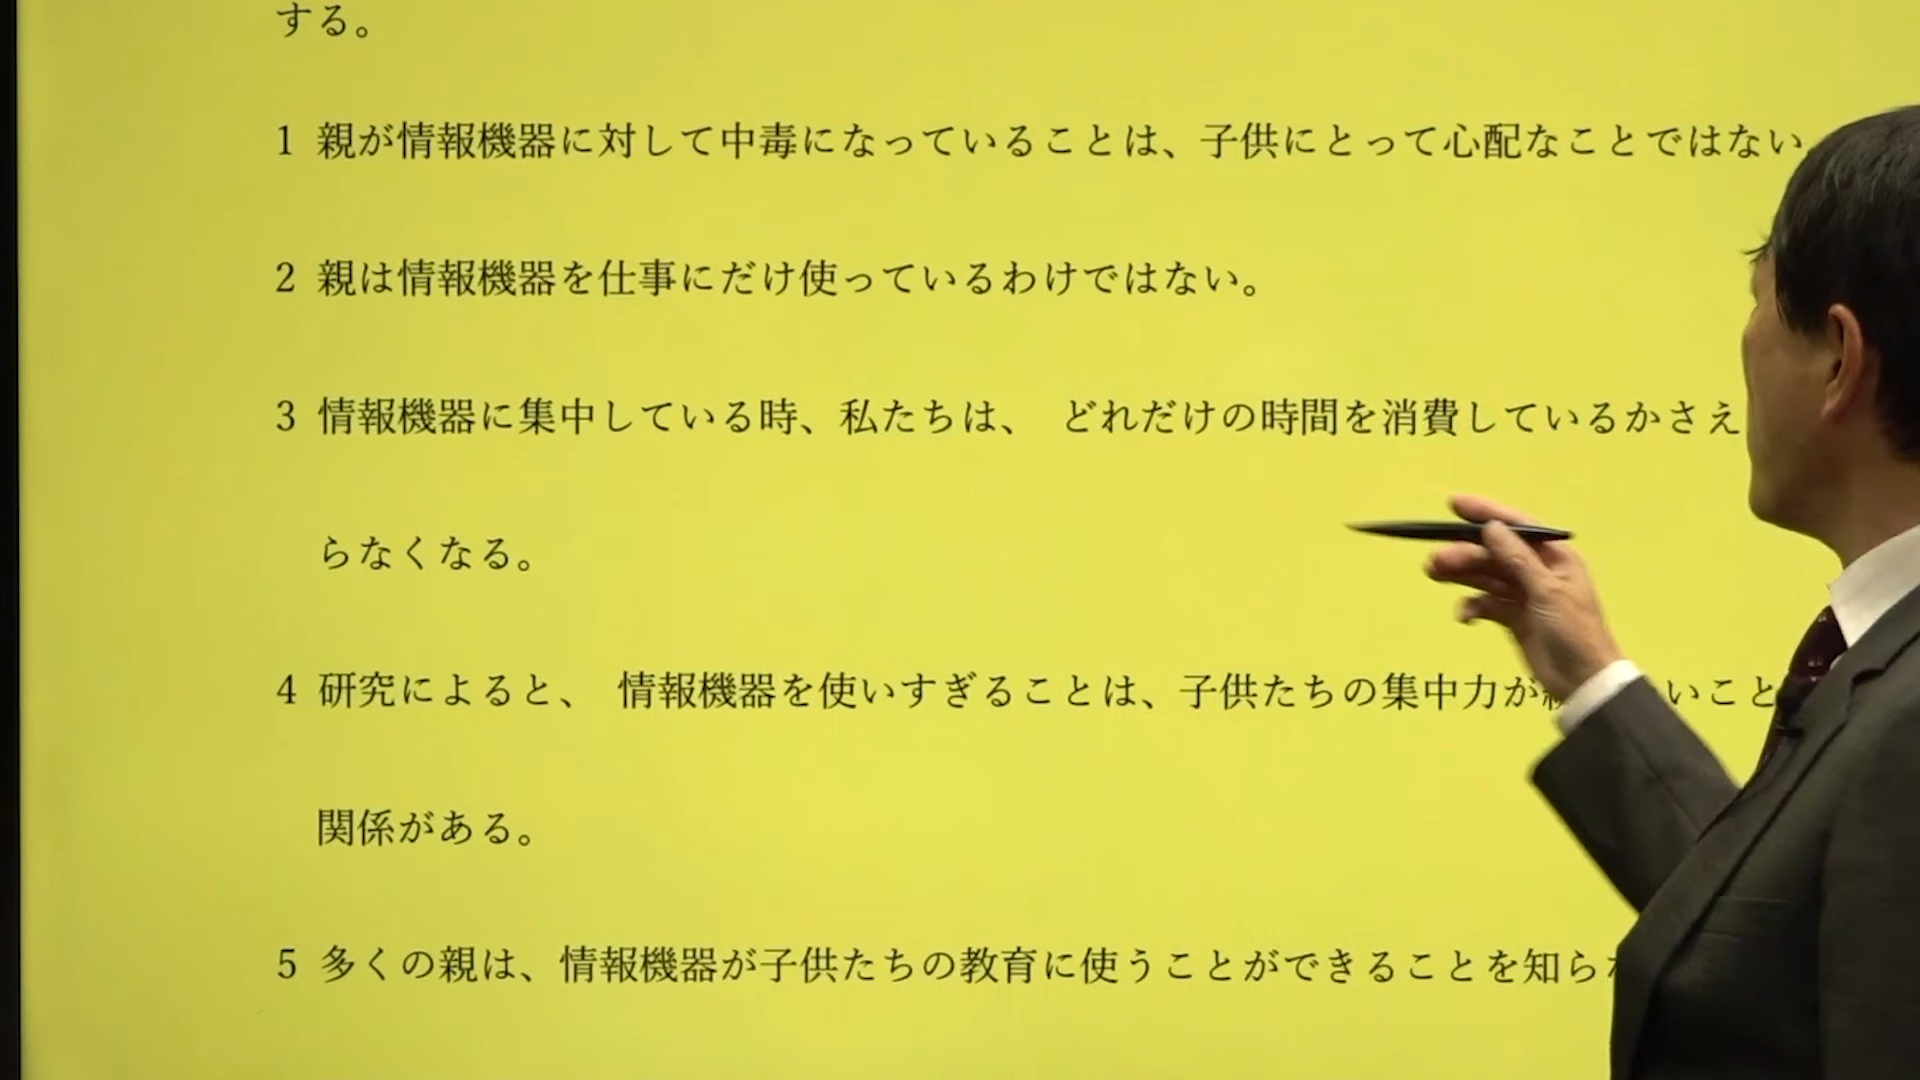 する。
1 親が情報機器に対して中毒になっていることは、子供にとって心配なことではない
2 親は情報機器を仕事にだけ使っているわけではない。
3 情報機器に集中している時、私たちは、 どれだけの時間を消費しているかさえ
らなくなる。
4 研究によると、 情報機器を使いすぎることは、子供たちの集中力が いこと
関係がある。
5 多くの親は、情報機器が子供たちの教育に使うことができることを知ら